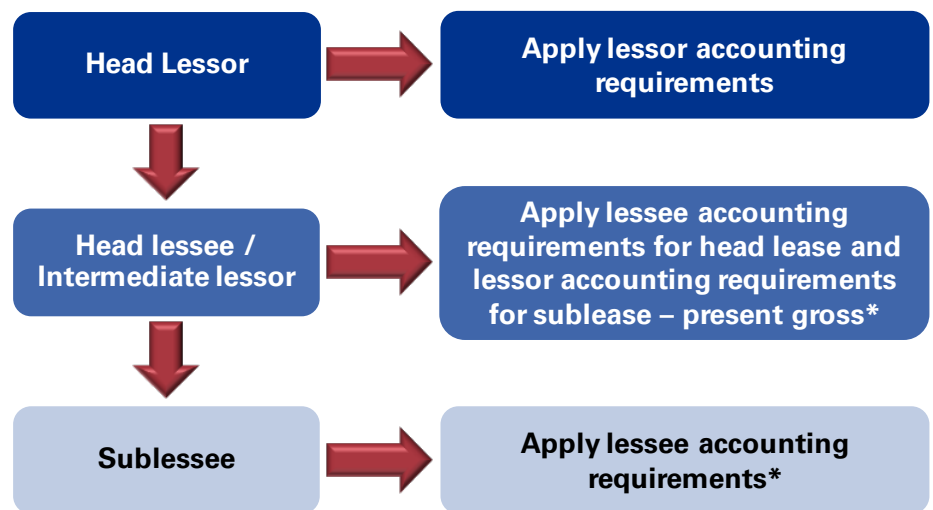 Head Lessor
Apply lessor accounting
requirements
Head lessee /
Intermediate lessor
Apply lessee accounting
requirements for head lease and
lessor accounting requirements
for sublease – present gross*
Sublessee
Apply lessee accounting
requirements*